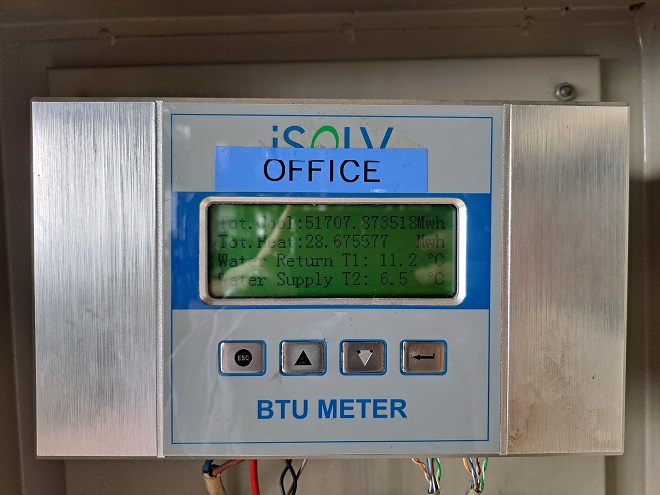 iSOLV
OFFICE
Tot.Cool:51707.373518Mwh
Tot.Heat:28.675577 Mwh
Water Return T1: 11.2 °C
Water Supply T2: 6.5 °C
ESC
BTU METER